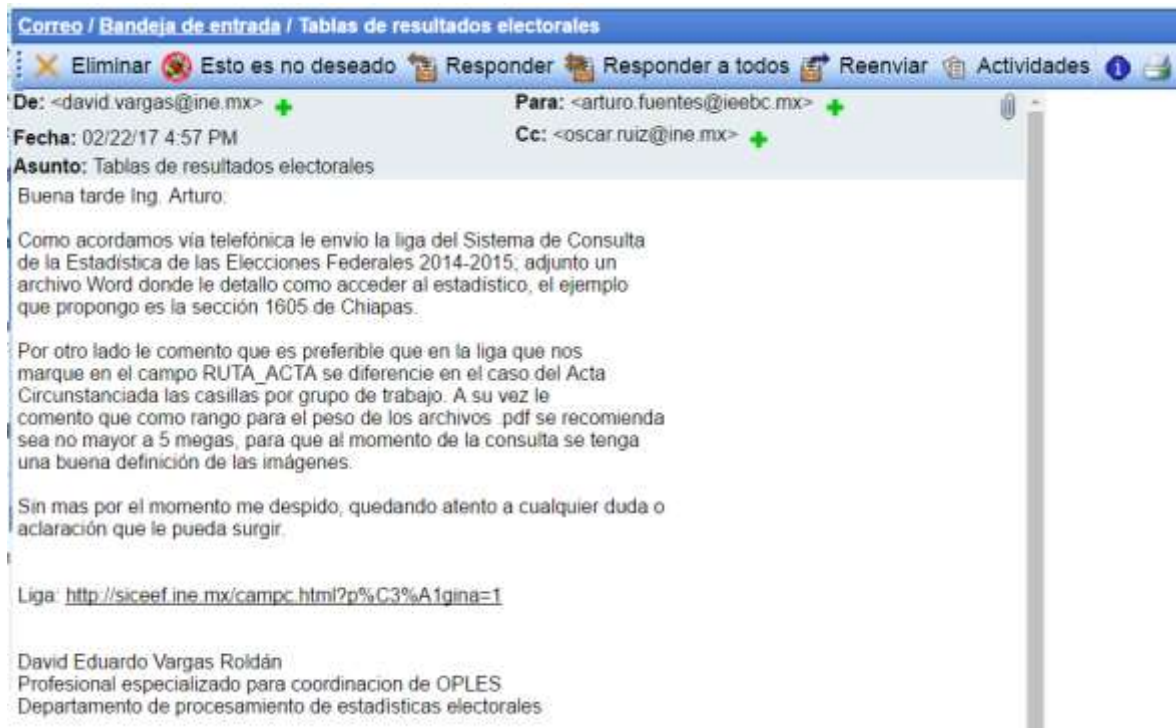 Correo / Bandeja de entrada / Tablas de resultados electorales
Eliminar Esto es no deseado Responder Responder a todos Reenviar Actividades
De: <david.vargas@ine.mx> Para: <arturo.fuentes@ieebc.mx>
Fecha: 02/22/17 4:57 PM Cc: <oscar.ruiz@ine.mx>
Asunto: Tablas de resultados electorales
Buena tarde Ing. Arturo:
Como acordamos vía telefónica le envío la liga del Sistema de Consulta
de la Estadística de las Elecciones Federales 2014-2015, adjunto un
archivo Word donde le detallo como acceder al estadístico, el ejemplo
que propongo es la sección 1605 de Chiapas.
Por otro lado le comento que es preferible que en la liga que nos
marque en el campo RUTA_ACTA se diferencie en el caso del Acta
Circunstanciada las casillas por grupo de trabajo. A su vez le
comento que como rango para el peso de los archivos .pdf se recomienda
sea no mayor a 5 megas, para que al momento de la consulta se tenga
una buena definición de las imágenes.
Sin mas por el momento me despido, quedando atento a cualquier duda o
aclaración que le pueda surgir.
Liga: http://siceef.ine.mx/campc.html?p%C3%A1gina=1
David Eduardo Vargas Roldán
Profesional especializado para coordinacion de OPLES
Departamento de procesamiento de estadísticas electorales